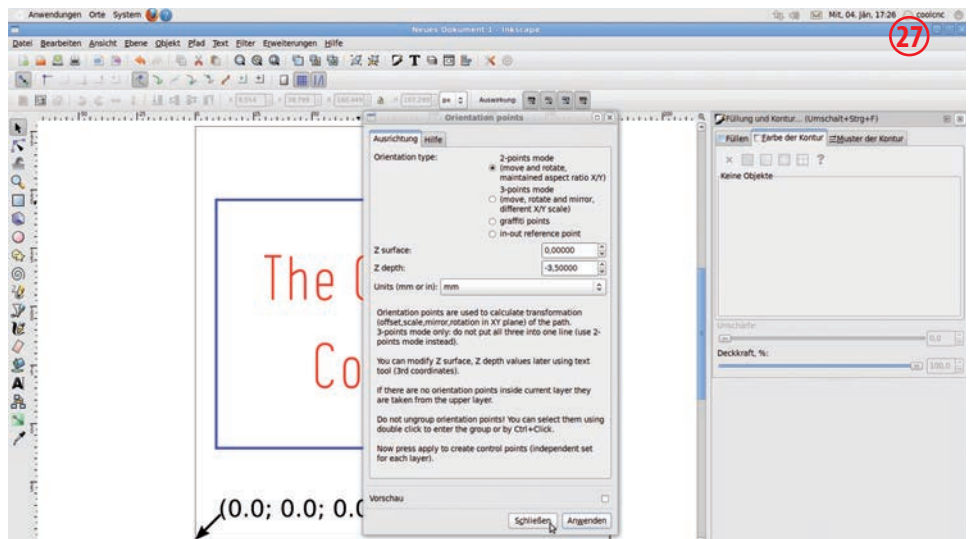 Anwendungen Orte System
Mit, 04. Jän, 17:26 coolcnc
27
Neues Dokument 1 - Inkscape
Datei Bearbeiten Ansicht Ebene Objekt Pfad Text Filter Erweiterungen Hilfe
px Auswirkung:
Orientation points
Ausrichtung Hilfe
Orientation type:
2-points mode
(move and rotate,
maintained aspect ratio X/Y)
3-points mode
(move, rotate and mirror,
different X/Y scale)
graffiti points
in-out reference point
Z surface: 0,00000
Z depth: -3,50000
Units (mm or in): mm
Orientation points are used to calculate transformation
(offset,scale,mirror,rotation in XY plane) of the path.
3-points mode only: do not put all three into one line (use 2-
points mode instead).
You can modify Z surface, Z depth values later using text
tool (3rd coordinates).
If there are no orientation points inside current layer they
are taken from the upper layer.
Do not ungroup orientation points! You can select them using
double click to enter the group or by Ctrl+Click.
Now press apply to create control points (independent set
for each layer).
Vorschau
Schließen Anwenden
The
Co
(0.0; 0.0; 0.0
Füllung und Kontur... (Umschalt+Strg+F)
Füllen Farbe der Kontur Muster der Kontur
Keine Objekte
Unschärfe:
0,0
Deckkraft, %:
100,0